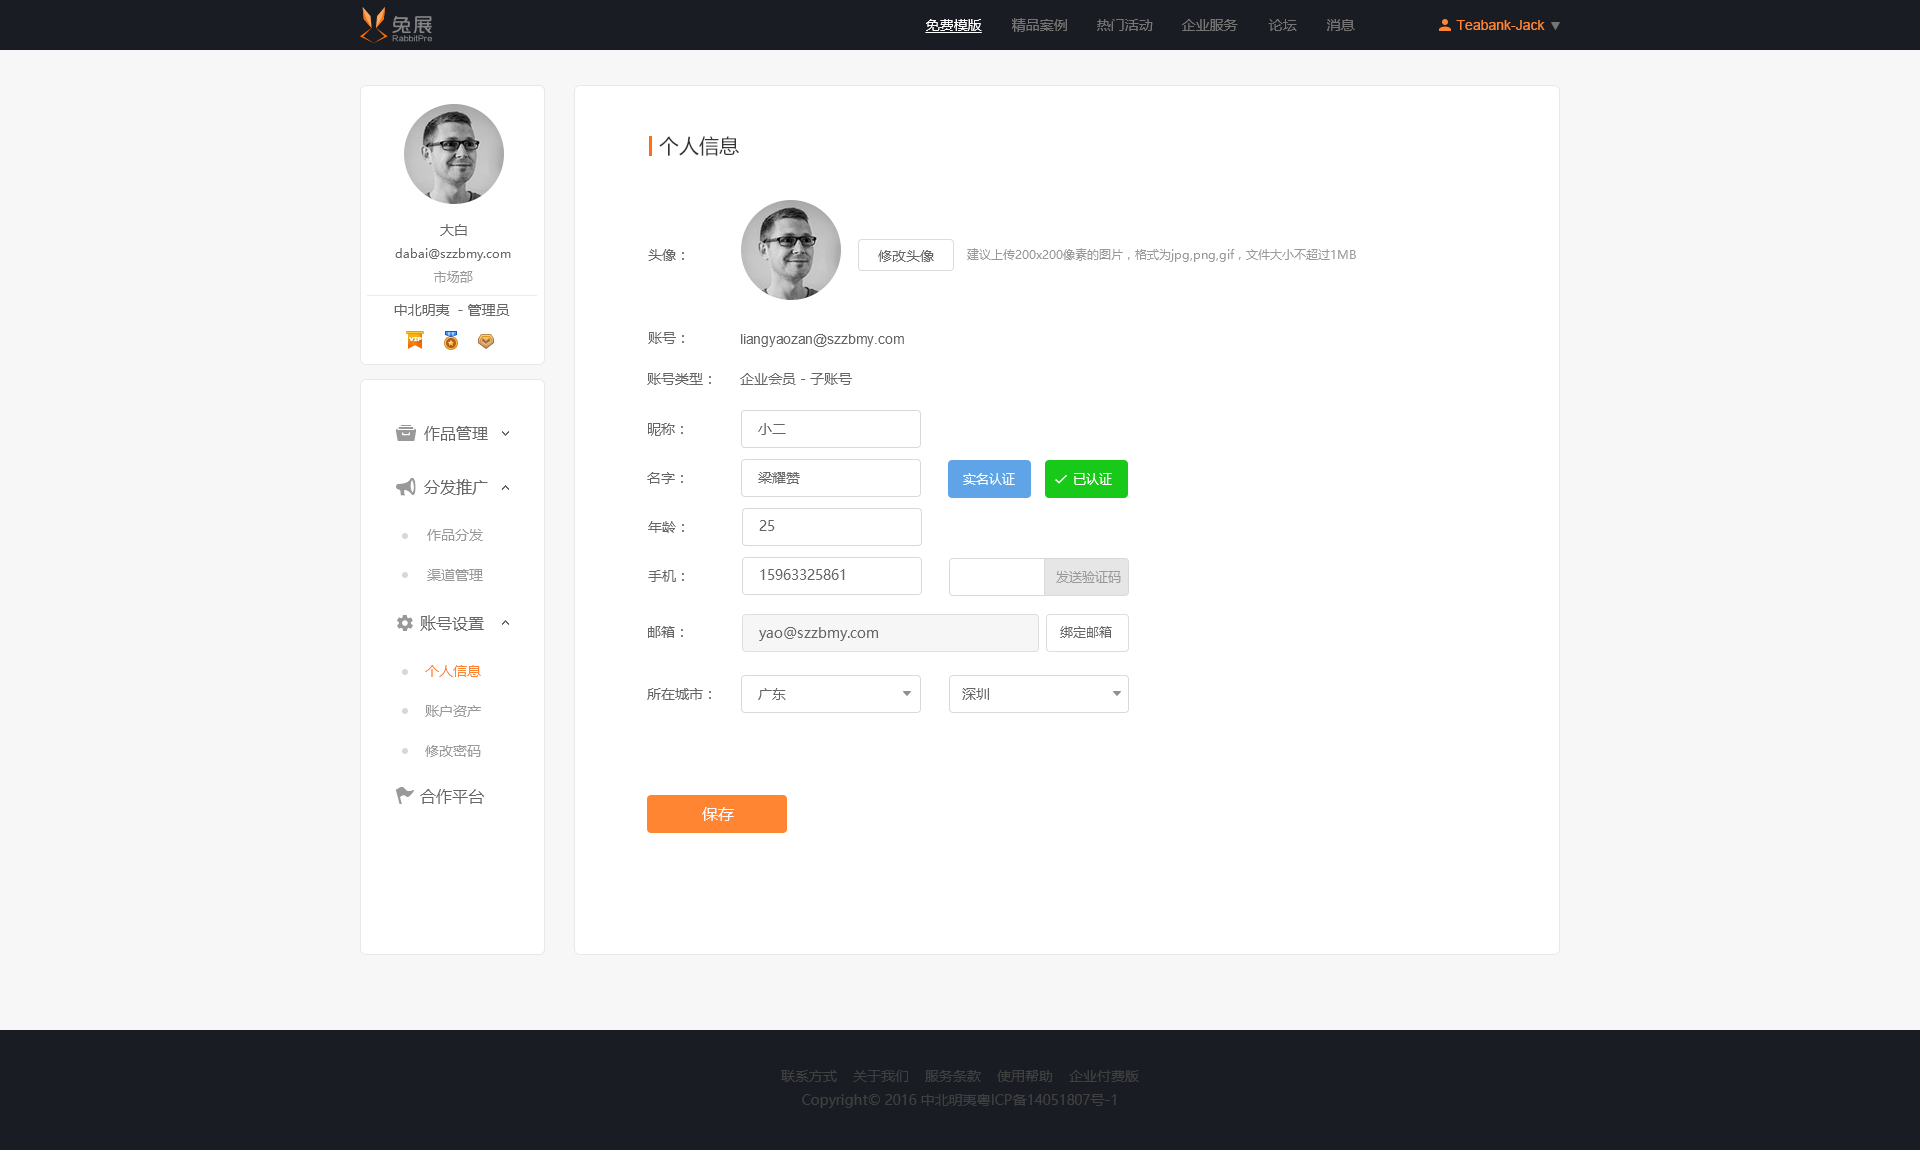 兔展
RabbitPre
免费模版 精品案例 热门活动 企业服务 论坛 消息 Teabank-Jack
大白
dabai@szzbmy.com
市场部
中北明夷 - 管理员
VIP
作品管理
分发推广
作品分发
渠道管理
账号设置
个人信息
账户资产
修改密码
合作平台
个人信息
头像: 修改头像 建议上传200x200像素的图片，格式为jpg,png,gif，文件大小不超过1MB
账号: liangyaozan@szzbmy.com
账号类型: 企业会员 - 子账号
昵称: 小二
名字: 梁耀赞 实名认证 已认证
年龄: 25
手机: 15963325861 发送验证码
邮箱: yao@szzbmy.com 绑定邮箱
所在城市: 广东 深圳
保存
联系方式 关于我们 服务条款 使用帮助 企业付费版
Copyright© 2016 中北明夷粤ICP备14051807号-1